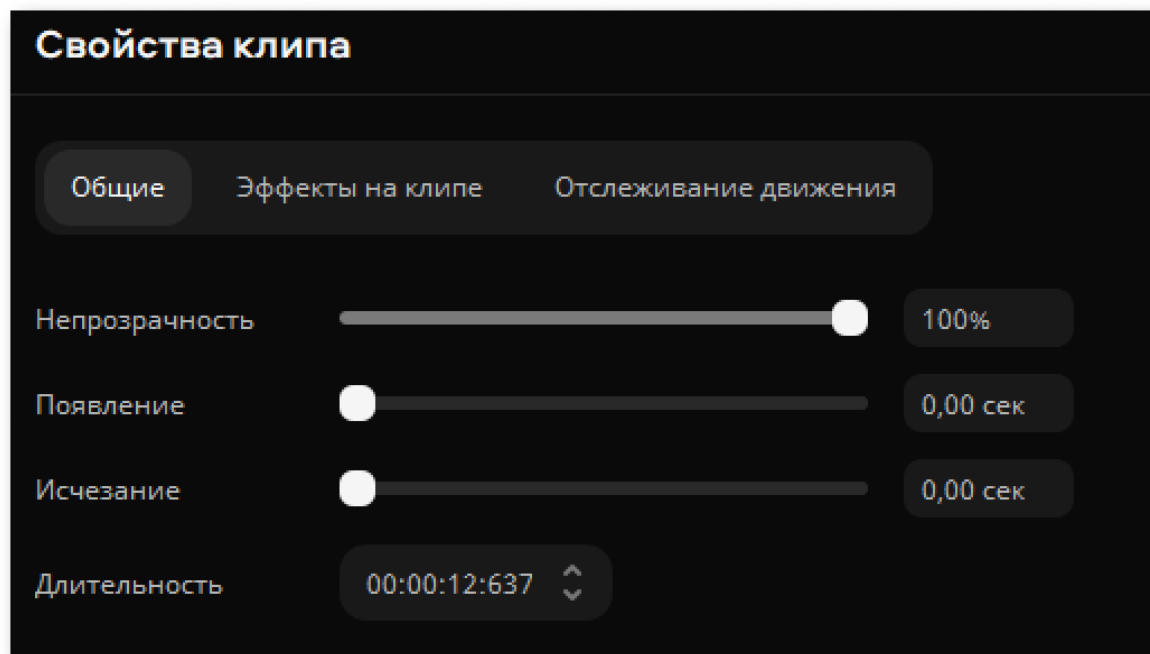 Свойства клипа
Общие Эффекты на клипе Отслеживание движения
Непрозрачность 100%
Появление 0,00 сек
Исчезание 0,00 сек
Длительность 00:00:12:637